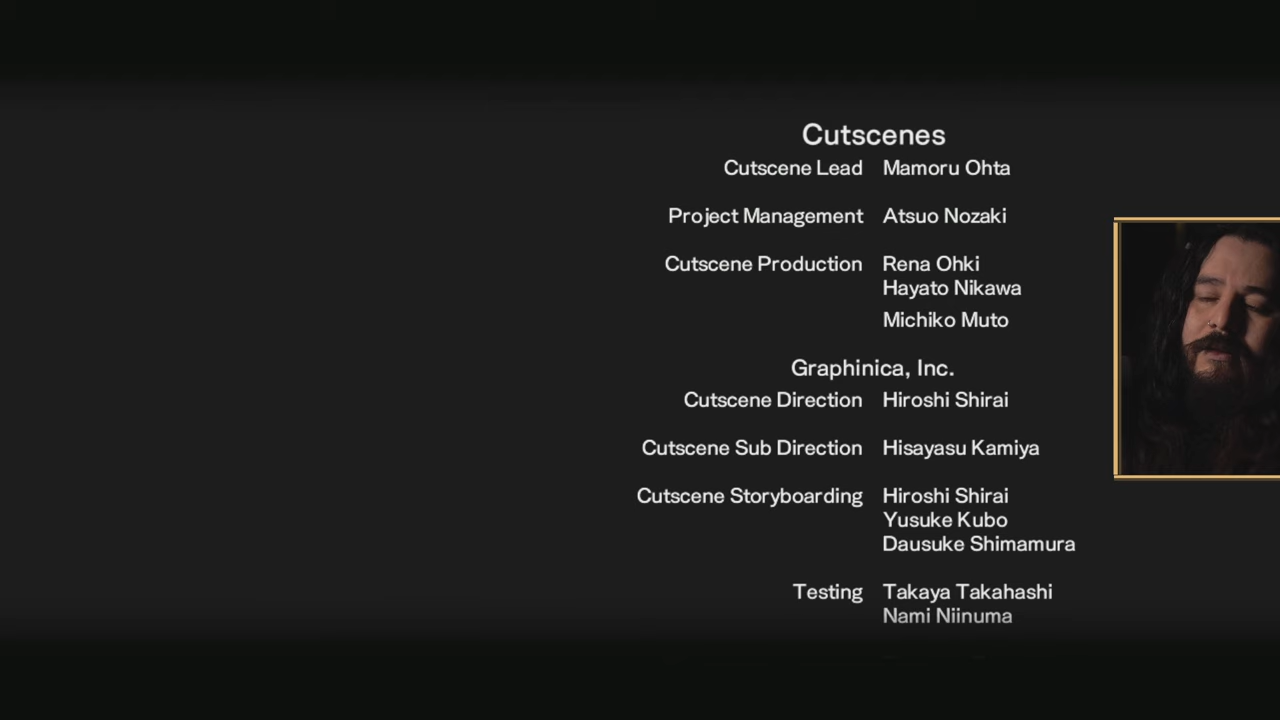 Cutscenes
Cutscene Lead Mamoru Ohta
Project Management Atsuo Nozaki
Cutscene Production Rena Ohki
Hayato Nikawa
Michiko Muto
Graphinica, Inc.
Cutscene Direction Hiroshi Shirai
Cutscene Sub Direction Hisayasu Kamiya
Cutscene Storyboarding Hiroshi Shirai
Yusuke Kubo
Dausuke Shimamura
Testing Takaya Takahashi
Nami Niinuma